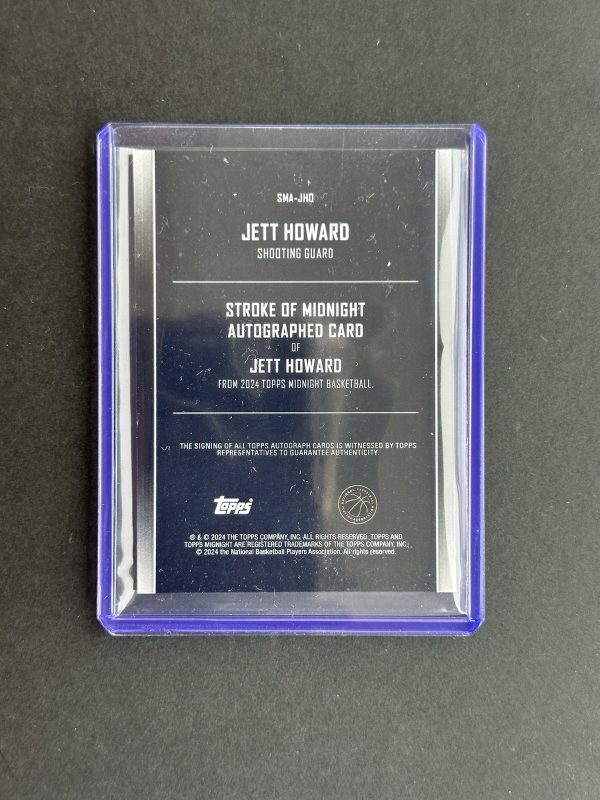 SMA-JHO
JETT HOWARD
SHOOTING GUARD
STROKE OF MIDNIGHT
AUTOGRAPHED CARD
OF
JETT HOWARD
FROM 2024 TOPPS MIDNIGHT BASKETBALL.
THE SIGNING OF ALL TOPPS AUTOGRAPH CARDS IS WITNESSED BY TOPPS
REPRESENTATIVES TO GUARANTEE AUTHENTICITY.
topps
® & © 2024 THE TOPPS COMPANY, INC. ALL RIGHTS RESERVED. TOPPS AND
TOPPS MIDNIGHT ARE REGISTERED TRADEMARKS OF THE TOPPS COMPANY, INC.
© 2024 the National Basketball Players Association. All rights reserved.